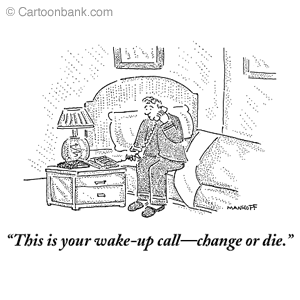 © Cartoonbank.com
MANKOFF
“This is your wake-up call—change or die.”